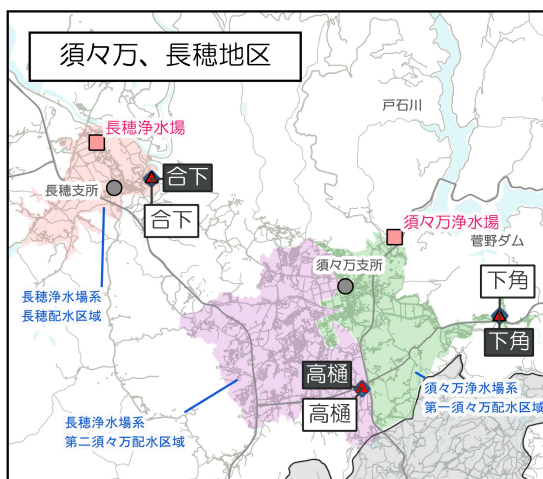 須々万、長穂地区
戸石川
長穂浄水場
合下
長穂支所
合下
須々万浄水場
菅野ダム
須々万支所
下角
長穂浄水場系
長穂配水区域
下角
高樋
須々万浄水場系
第一須々万配水区域
高樋
長穂浄水場系
第二須々万配水区域